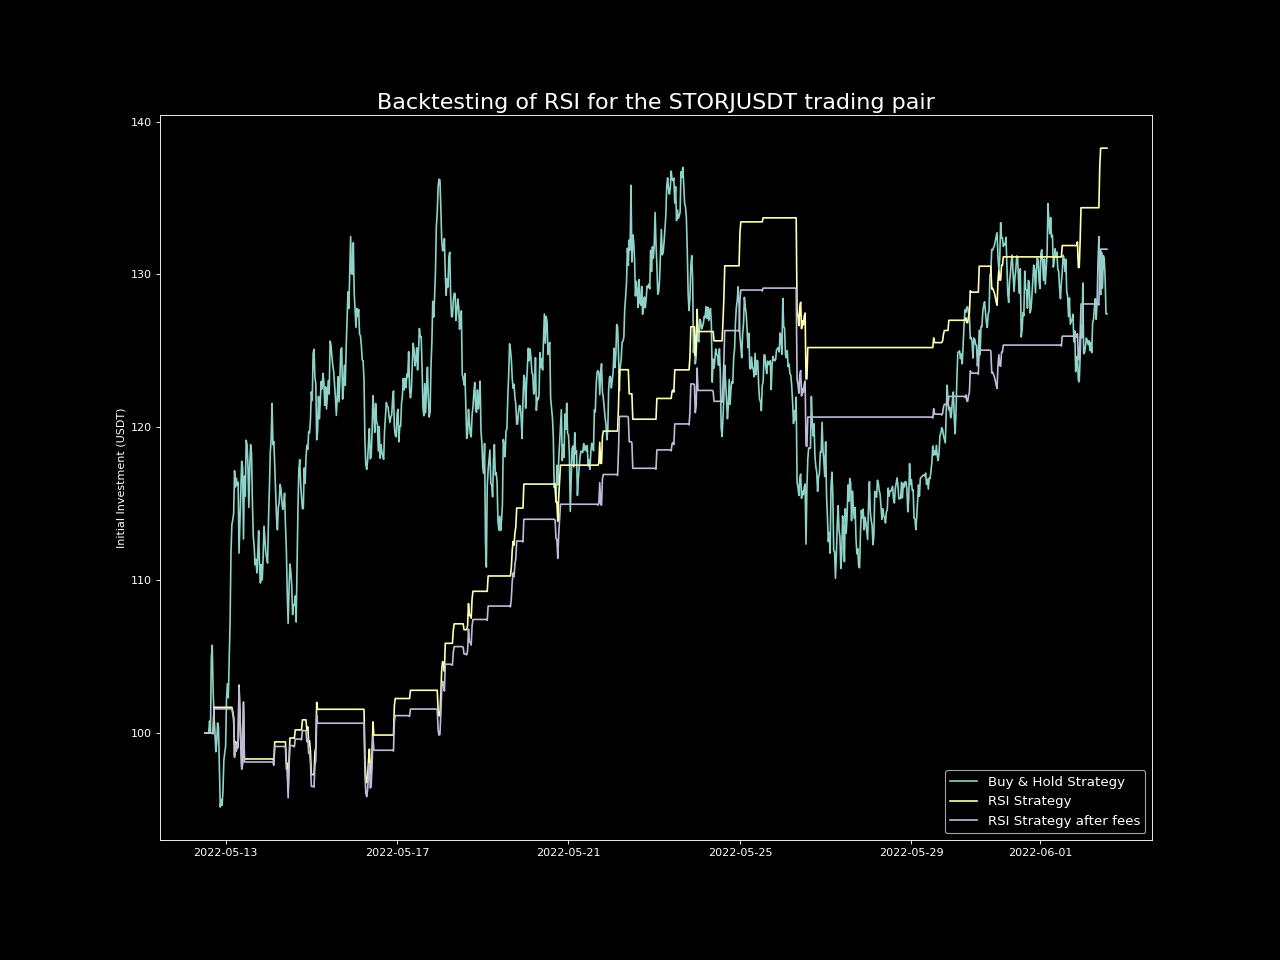 Backtesting of RSI for the STORJUSDT trading pair
140
130
120
110
100
Initial Investment (USDT)
2022-05-13
2022-05-17
2022-05-21
2022-05-25
2022-05-29
2022-06-01
Buy & Hold Strategy
RSI Strategy
RSI Strategy after fees